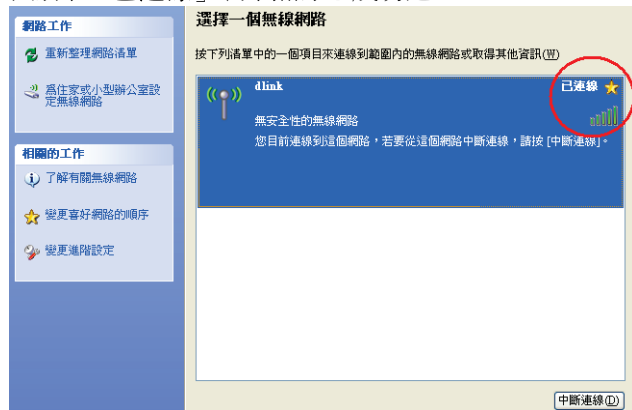 選擇一個無線網路
網路工作
重新整理網路清單
為住家或小型辦公室設
定無線網路
相關的工作
了解有關無線網路
變更喜好網路的順序
變更進階設定
按下列清單中的一個項目來連線到範圍內的無線網路或取得其他資訊(W)
dlink
已連線
無安全性的無線網路
您目前連線到這個網路，若要從這個網路中斷連線，請按 [中斷連線]。
中斷連線(D)